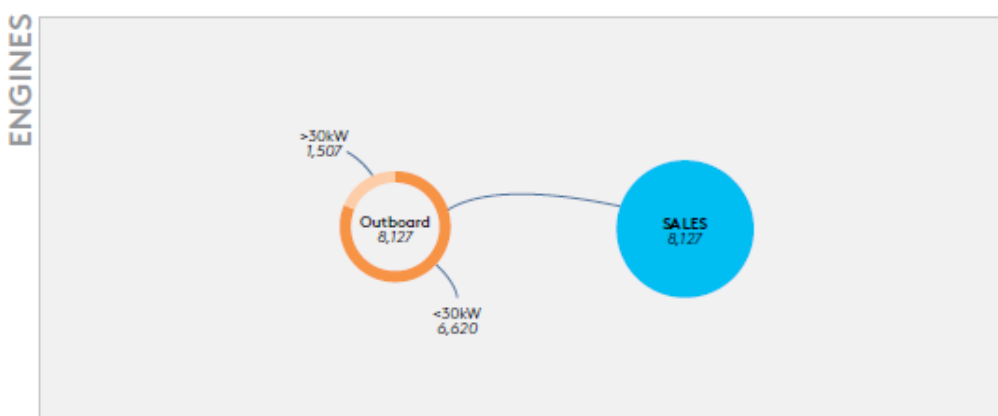 ENGINES
>30kW
1,507
Outboard
8,127
SALES
8,127
<30kW
6,620